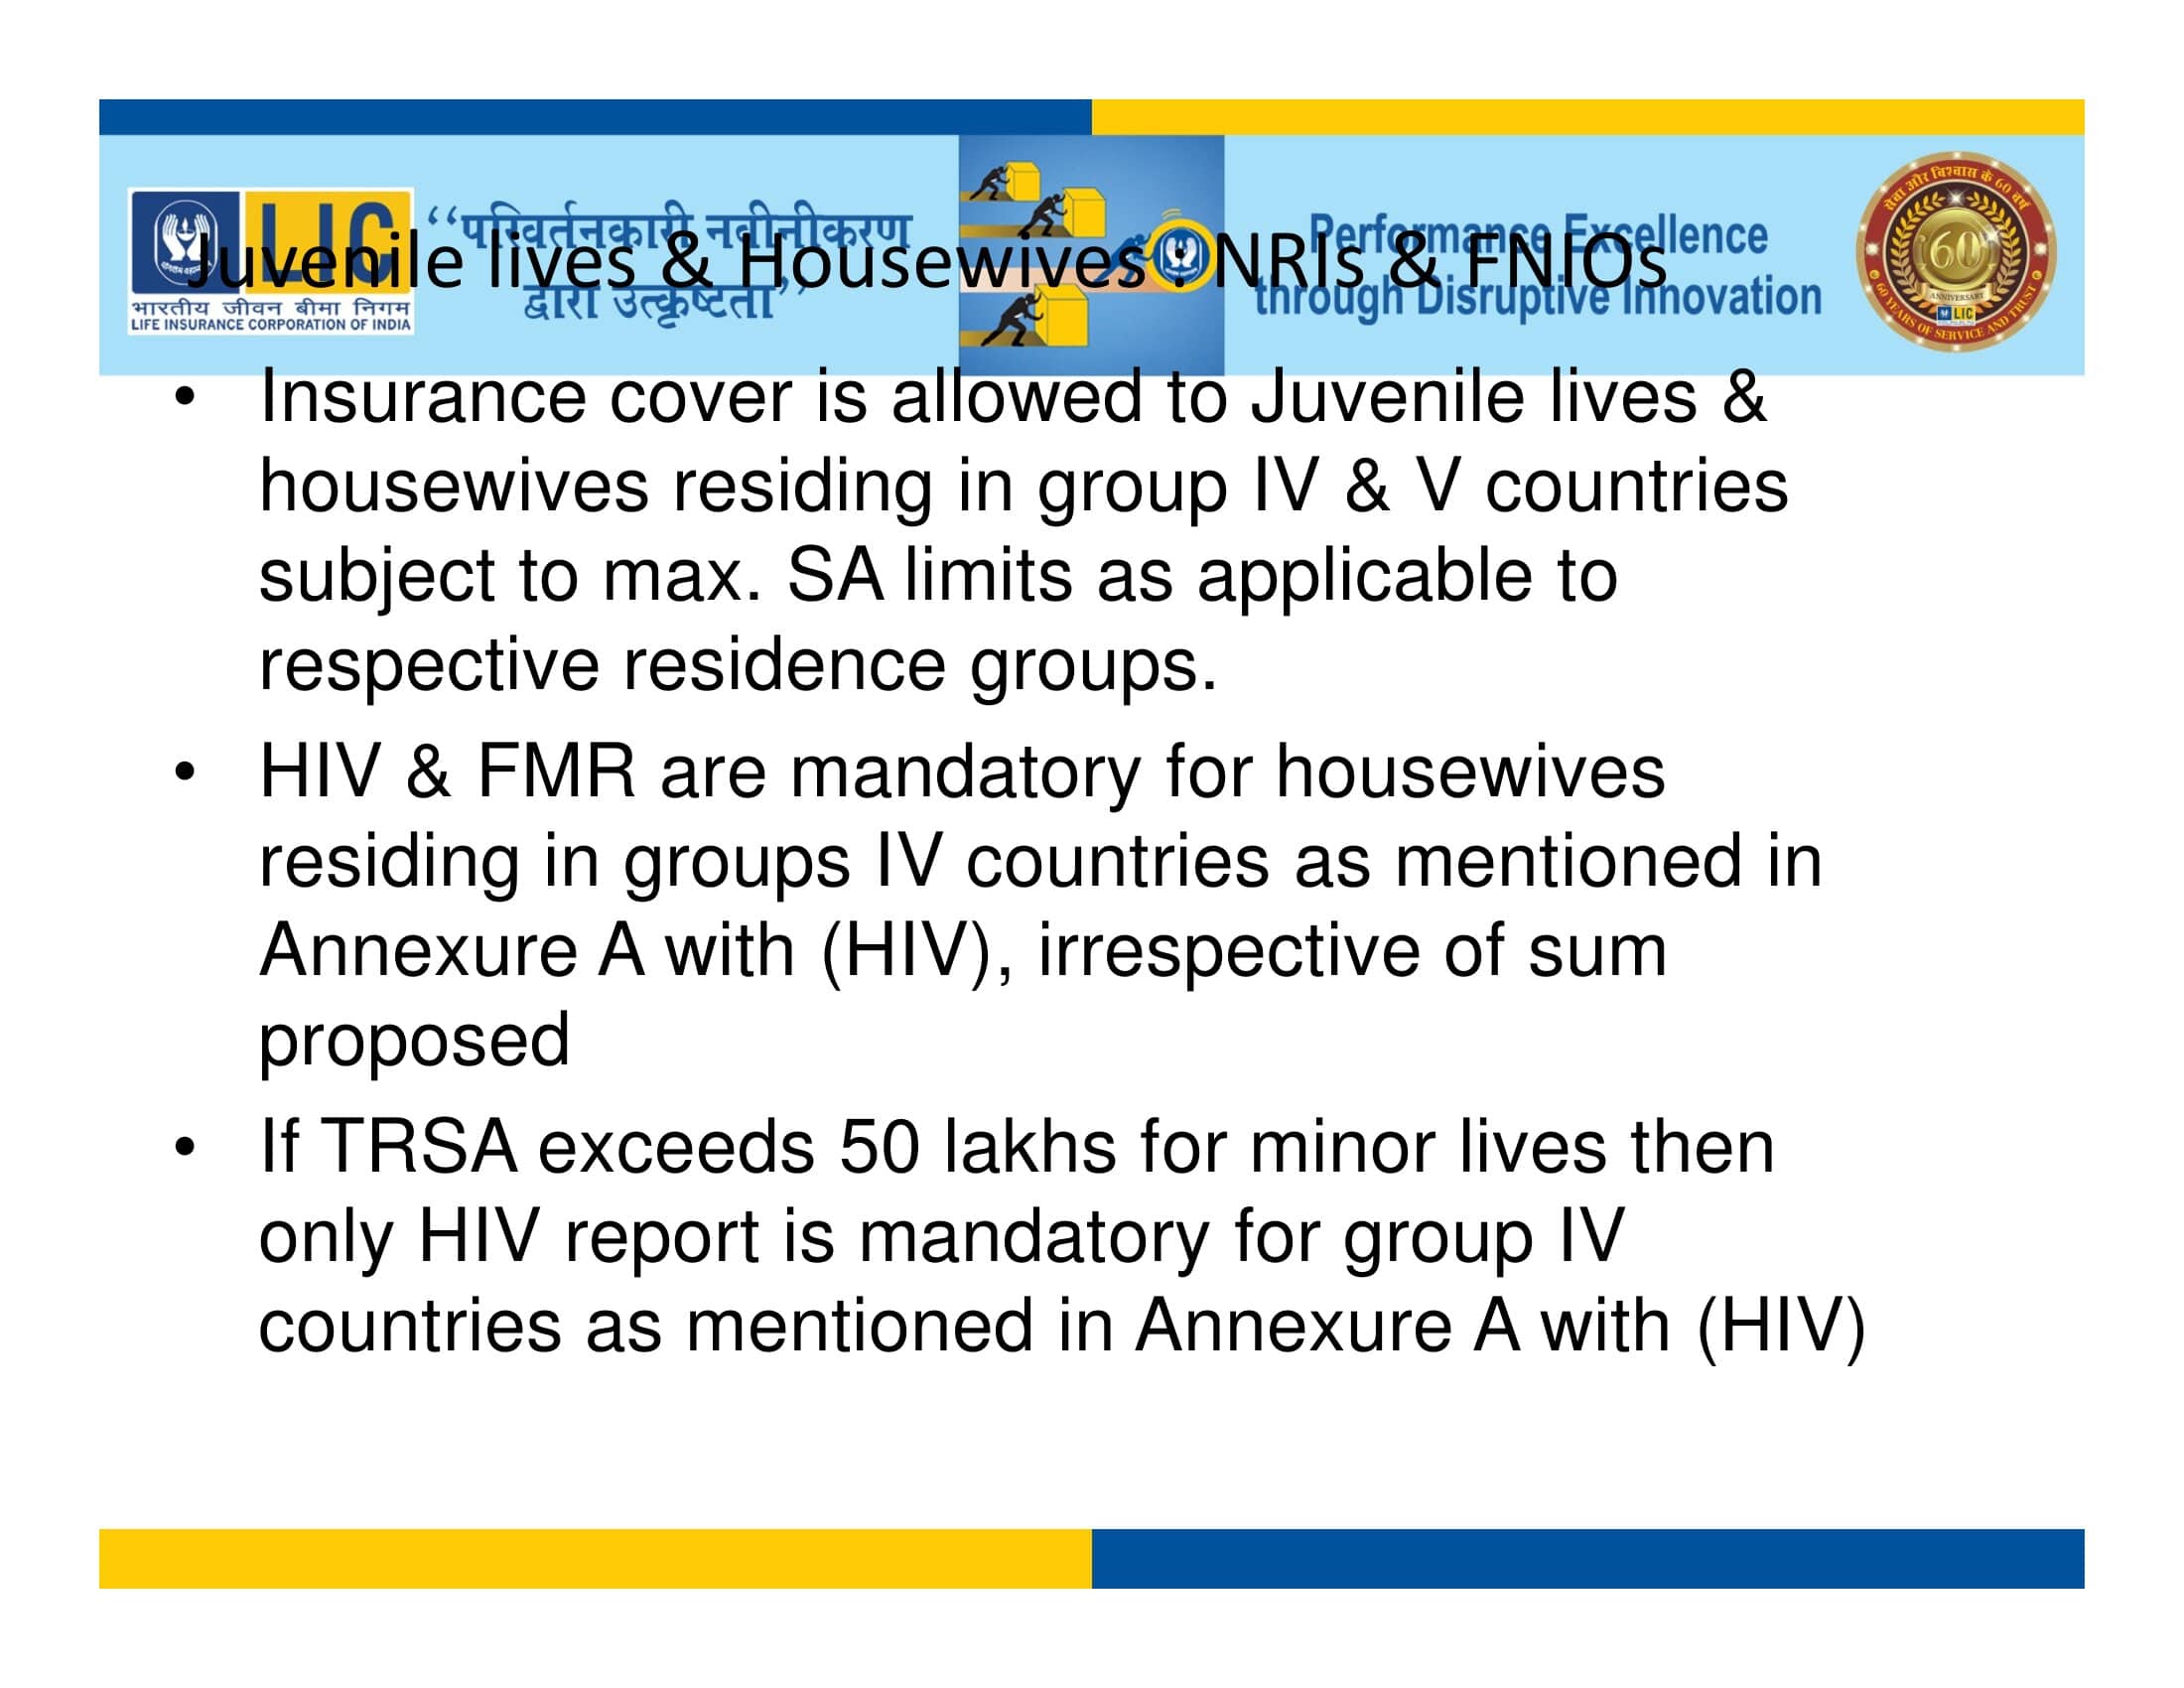 LIC
भारतीय जीवन बीमा निगम
LIFE INSURANCE CORPORATION OF INDIA
“परिवर्तनकारी नवीनीकरण
द्वारा उत्कृष्टता”
Performance Excellence
through Disruptive Innovation
सेवा और विश्वास के 60 वर्ष
60
ANNIVERSARY
LIC
60 YEARS OF SERVICE AND TRUST
Juvenile lives & Housewives : NRIs & FNIOs
• Insurance cover is allowed to Juvenile lives &
housewives residing in group IV & V countries
subject to max. SA limits as applicable to
respective residence groups.
• HIV & FMR are mandatory for housewives
residing in groups IV countries as mentioned in
Annexure A with (HIV), irrespective of sum
proposed
• If TRSA exceeds 50 lakhs for minor lives then
only HIV report is mandatory for group IV
countries as mentioned in Annexure A with (HIV)